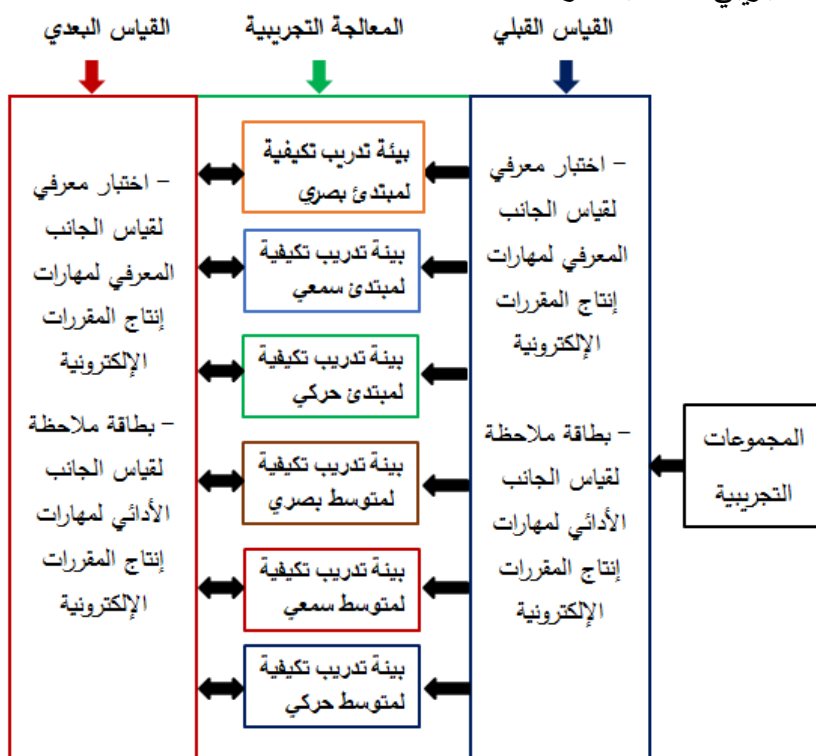 القياس القبلي
المعالجة التجريبية
القياس البعدي
المجموعات
التجريبية
– اختبار معرفي
لقياس الجانب
المعرفي لمهارات
إنتاج المقررات
الإلكترونية
– بطاقة ملاحظة
لقياس الجانب
الأدائي لمهارات
إنتاج المقررات
الإلكترونية
بيئة تدريب تكيفية
لمبتدئ بصري
بيئة تدريب تكيفية
لمبتدئ سمعي
بيئة تدريب تكيفية
لمبتدئ حركي
بيئة تدريب تكيفية
لمتوسط بصري
بيئة تدريب تكيفية
لمتوسط سمعي
بيئة تدريب تكيفية
لمتوسط حركي
– اختبار معرفي
لقياس الجانب
المعرفي لمهارات
إنتاج المقررات
الإلكترونية
– بطاقة ملاحظة
لقياس الجانب
الأدائي لمهارات
إنتاج المقررات
الإلكترونية